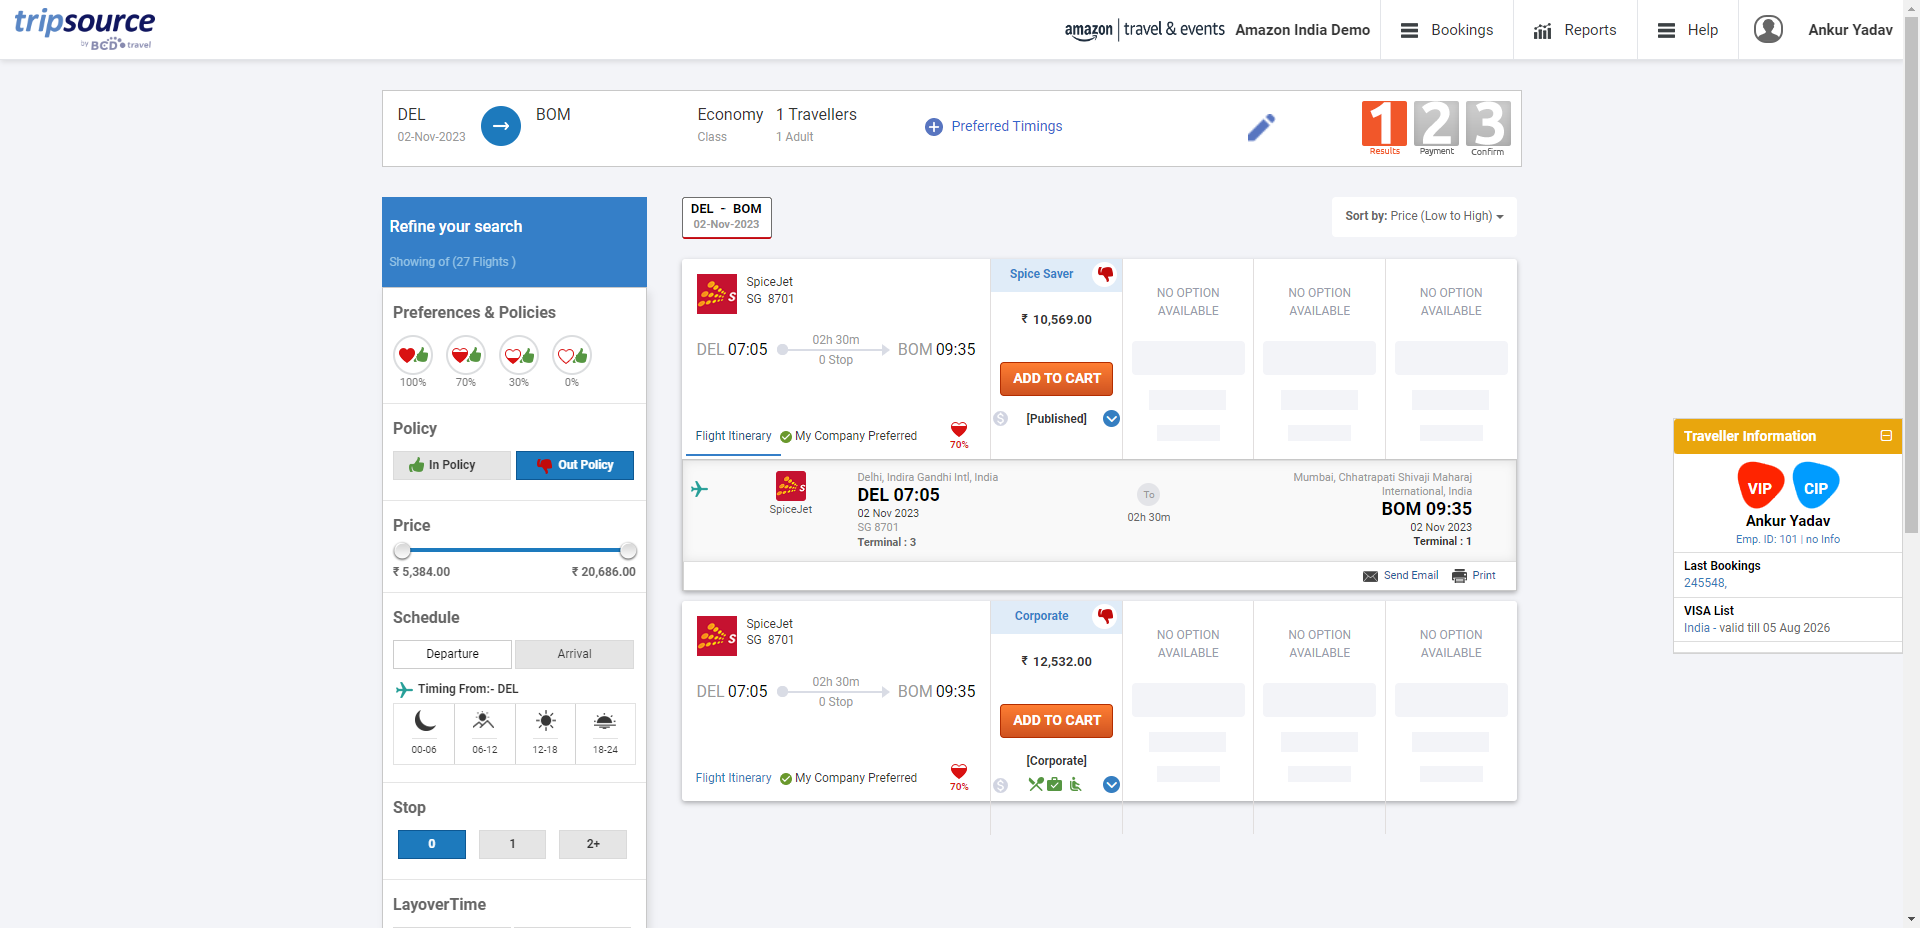 tripsource
by BCD travel
amazon travel & events
Amazon India Demo
Bookings
Reports
Help
Ankur Yadav
DEL
02-Nov-2023
BOM
Economy
Class
1 Travellers
1 Adult
Preferred Timings
1 2 3
Results Payment Confirm
Refine your search
Showing of (27 Flights )
Preferences & Policies
100% 70% 30% 0%
Policy
In Policy Out Policy
Price
₹ 5,384.00 ₹ 20,686.00
Schedule
Departure Arrival
Timing From:- DEL
00-06 06-12 12-18 18-24
Stop
0 1 2+
LayoverTime
DEL - BOM
02-Nov-2023
Sort by: Price (Low to High)
SpiceJet
SG 8701
DEL 07:05
02h 30m
0 Stop
BOM 09:35
Flight Itinerary
My Company Preferred
70%
Spice Saver
₹ 10,569.00
ADD TO CART
[Published]
NO OPTION
AVAILABLE
NO OPTION
AVAILABLE
NO OPTION
AVAILABLE
SpiceJet
Delhi, Indira Gandhi Intl, India
DEL 07:05
02 Nov 2023
SG 8701
Terminal : 3
To
02h 30m
Mumbai, Chhatrapati Shivaji Maharaj
International, India
BOM 09:35
02 Nov 2023
Terminal : 1
Send Email
Print
SpiceJet
SG 8701
DEL 07:05
02h 30m
0 Stop
BOM 09:35
Flight Itinerary
My Company Preferred
70%
Corporate
₹ 12,532.00
ADD TO CART
[Corporate]
NO OPTION
AVAILABLE
NO OPTION
AVAILABLE
NO OPTION
AVAILABLE
Traveller Information
VIP CIP
Ankur Yadav
Emp. ID: 101 | no Info
Last Bookings
245548,
VISA List
India - valid till 05 Aug 2026